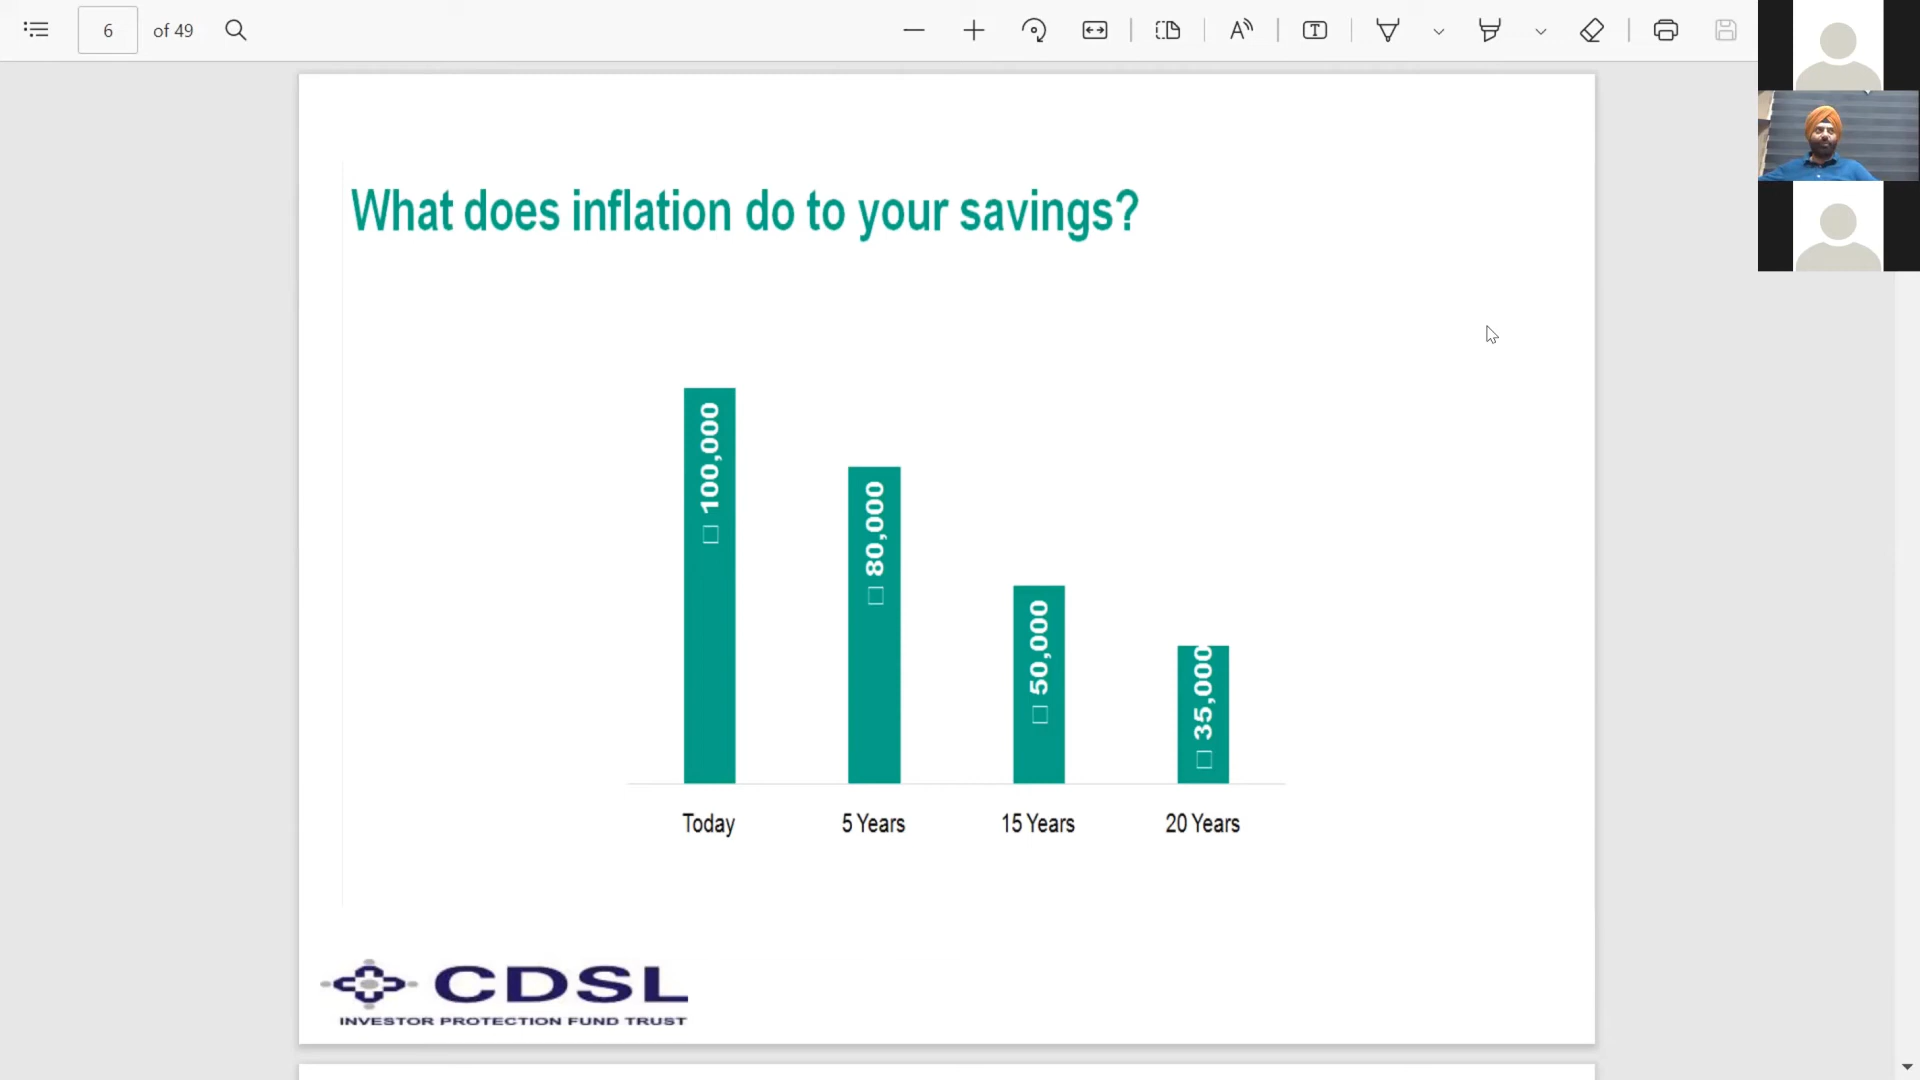 6 of 49
What does inflation do to your savings?
□ 100,000
□ 80,000
□ 50,000
□ 35,000
Today 5 Years 15 Years 20 Years
CDSL
INVESTOR PROTECTION FUND TRUST